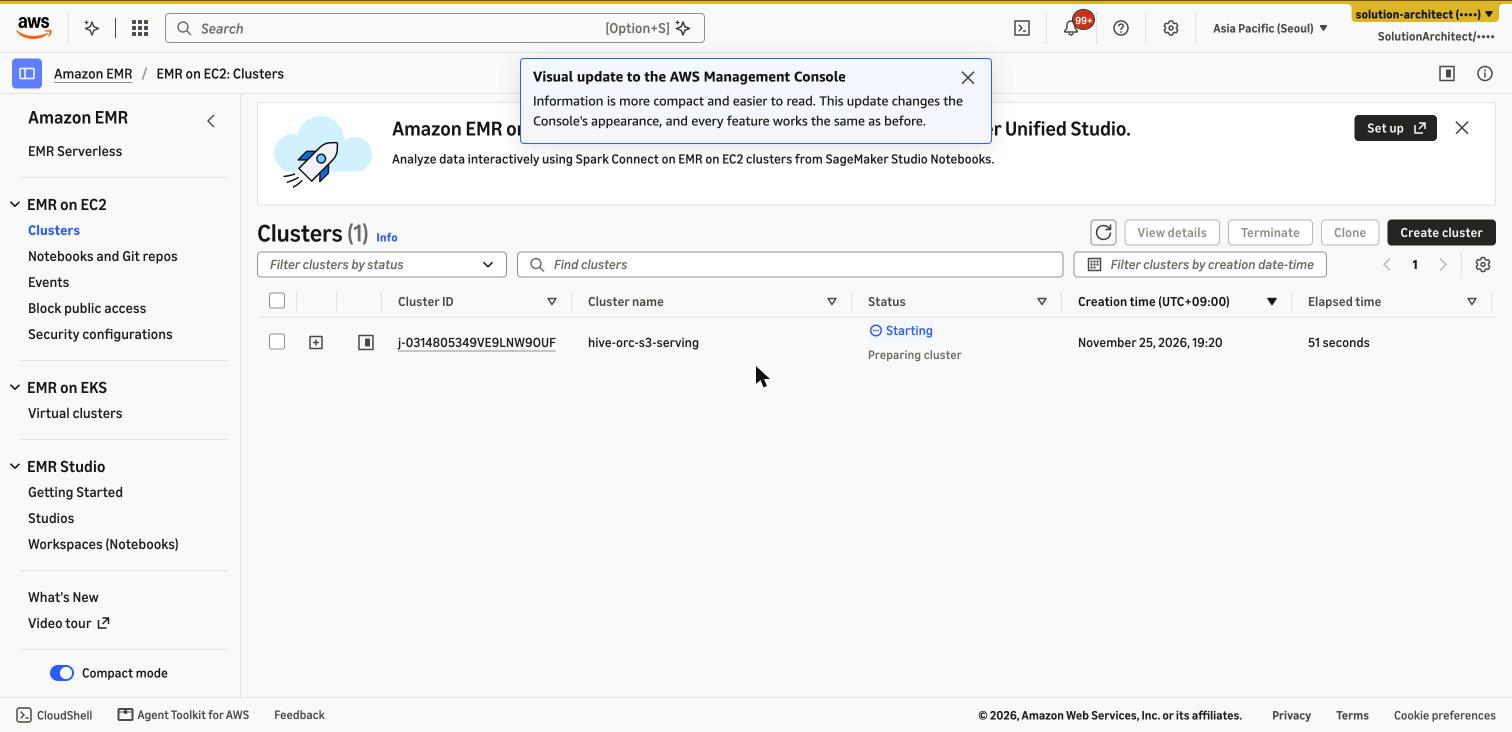 aws
Search
[Option+S]
99+
Asia Pacific (Seoul)
solution-architect (••••)
SolutionArchitect/••••
Amazon EMR / EMR on EC2: Clusters
Visual update to the AWS Management Console
Information is more compact and easier to read. This update changes the
Console's appearance, and every feature works the same as before.
Amazon EMR
EMR Serverless
EMR on EC2
Clusters
Notebooks and Git repos
Events
Block public access
Security configurations
EMR on EKS
Virtual clusters
EMR Studio
Getting Started
Studios
Workspaces (Notebooks)
What's New
Video tour
Compact mode
Amazon EMR
Unified Studio.
Analyze data interactively using Spark Connect on EMR on EC2 clusters from SageMaker Studio Notebooks.
Set up
Clusters (1) Info
View details
Terminate
Clone
Create cluster
Filter clusters by status
Find clusters
Filter clusters by creation date-time
1
Cluster ID
Cluster name
Status
Creation time (UTC+09:00)
Elapsed time
j-0314805349VE9LNW9OUF
hive-orc-s3-serving
Starting
Preparing cluster
November 25, 2026, 19:20
51 seconds
CloudShell
Agent Toolkit for AWS
Feedback
© 2026, Amazon Web Services, Inc. or its affiliates.
Privacy
Terms
Cookie preferences